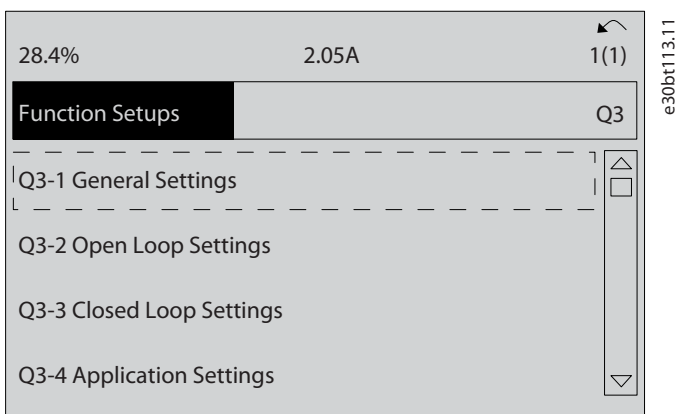 28.4% 2.05A 1(1)
Function Setups Q3
Q3-1 General Settings
Q3-2 Open Loop Settings
Q3-3 Closed Loop Settings
Q3-4 Application Settings
e30bt113.11